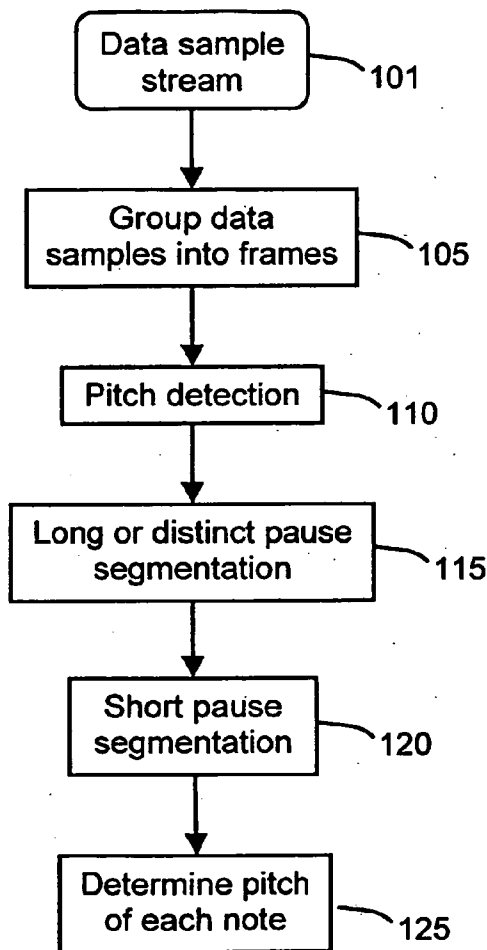 Data sample
stream
101
Group data
samples into frames
105
Pitch detection
110
Long or distinct pause
segmentation
115
Short pause
segmentation
120
Determine pitch
of each note
125